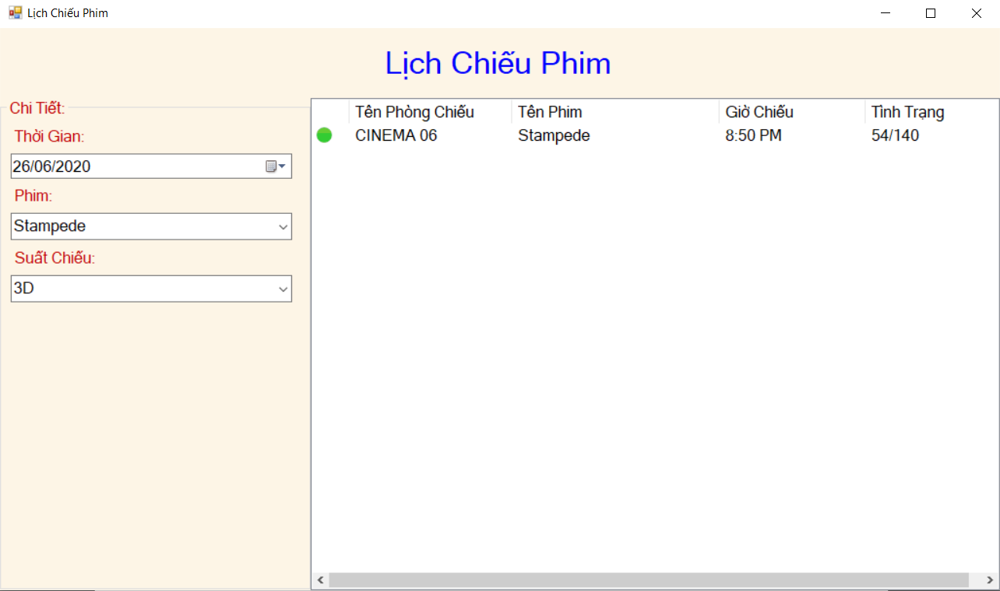 Lịch Chiếu Phim
Lịch Chiếu Phim
Chi Tiết:
Thời Gian:
26/06/2020
Phim:
Stampede
Suất Chiếu:
3D
Tên Phòng Chiếu Tên Phim Giờ Chiếu Tình Trạng
CINEMA 06 Stampede 8:50 PM 54/140